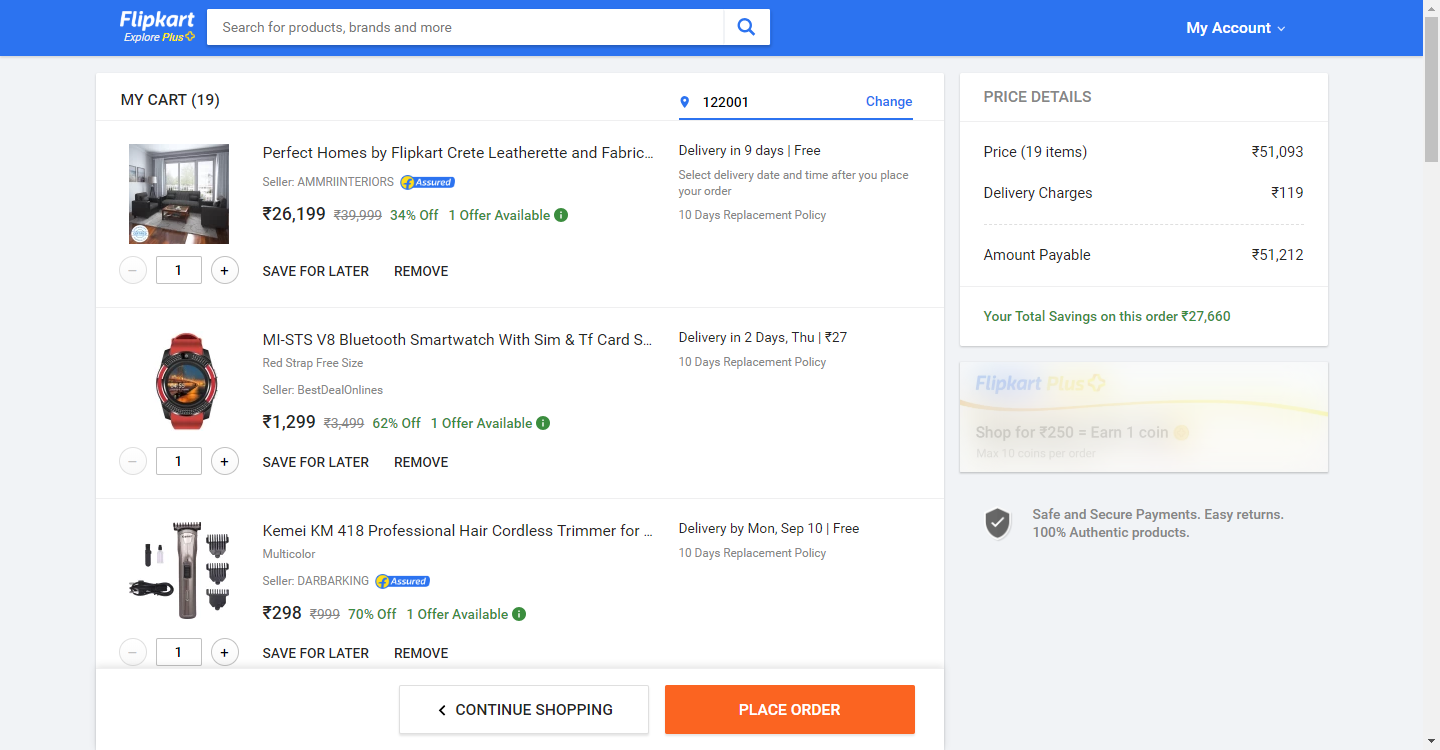 Flipkart
Explore Plus
Search for products, brands and more
My Account
MY CART (19)
122001
Change
Perfect Homes by Flipkart Crete Leatherette and Fabric...
Seller: AMMRIINTERIORS Assured
₹26,199 ₹39,999 34% Off 1 Offer Available
Delivery in 9 days | Free
Select delivery date and time after you place
your order
10 Days Replacement Policy
− 1 + SAVE FOR LATER REMOVE
MI-STS V8 Bluetooth Smartwatch With Sim & Tf Card S...
Red Strap Free Size
Seller: BestDealOnlines
₹1,299 ₹3,499 62% Off 1 Offer Available
Delivery in 2 Days, Thu | ₹27
10 Days Replacement Policy
− 1 + SAVE FOR LATER REMOVE
Kemei KM 418 Professional Hair Cordless Trimmer for ...
Multicolor
Seller: DARBARKING Assured
₹298 ₹999 70% Off 1 Offer Available
Delivery by Mon, Sep 10 | Free
10 Days Replacement Policy
− 1 + SAVE FOR LATER REMOVE
CONTINUE SHOPPING
PLACE ORDER
PRICE DETAILS
Price (19 items) ₹51,093
Delivery Charges ₹119
Amount Payable ₹51,212
Your Total Savings on this order ₹27,660
Flipkart Plus
Shop for ₹250 = Earn 1 coin
Max 10 coins per order
Safe and Secure Payments. Easy returns.
100% Authentic products.